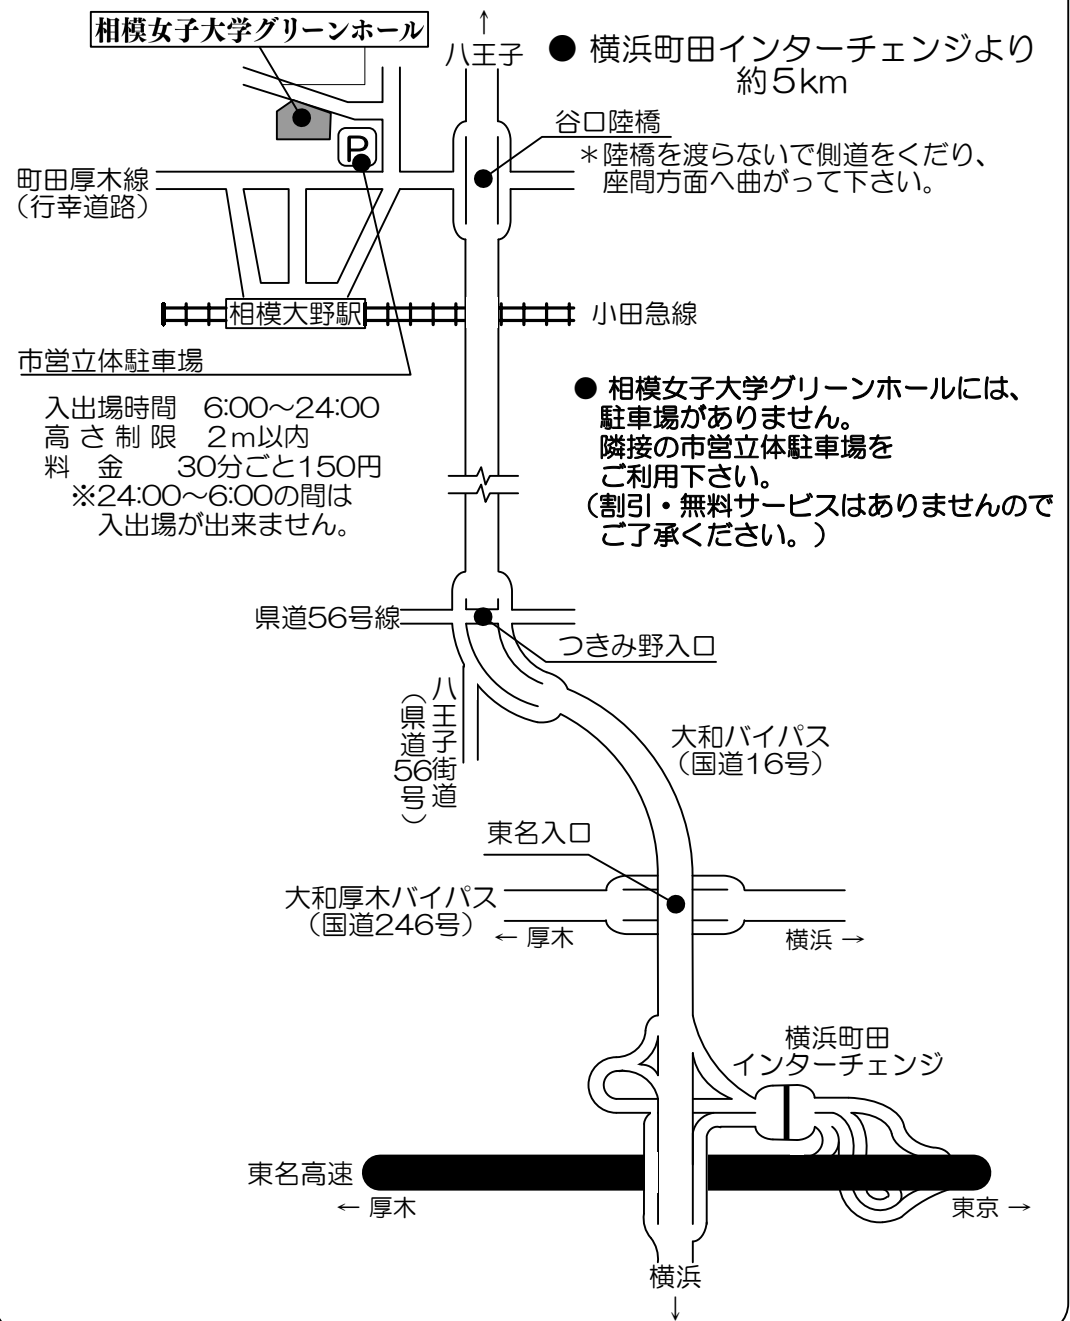 相模女子大学グリーンホール
↑
八王子
● 横浜町田インターチェンジより
約5km
谷口陸橋
＊陸橋を渡らないで側道をくだり、
座間方面へ曲がって下さい。
P
町田厚木線
（行幸道路）
相模大野駅
小田急線
市営立体駐車場
入出場時間　6:00～24:00
高 さ 制 限　2m以内
料　金　　30分ごと150円
※24:00～6:00の間は
入出場が出来ません。
● 相模女子大学グリーンホールには、
駐車場がありません。
隣接の市営立体駐車場を
ご利用下さい。
（割引・無料サービスはありませんので
ご了承ください。）
県道56号線
つきみ野入口
八王子街道
（県道56号）
大和バイパス
（国道16号）
東名入口
大和厚木バイパス
（国道246号）
← 厚木
横浜 →
横浜町田
インターチェンジ
東名高速
← 厚木
東京 →
横浜
↓